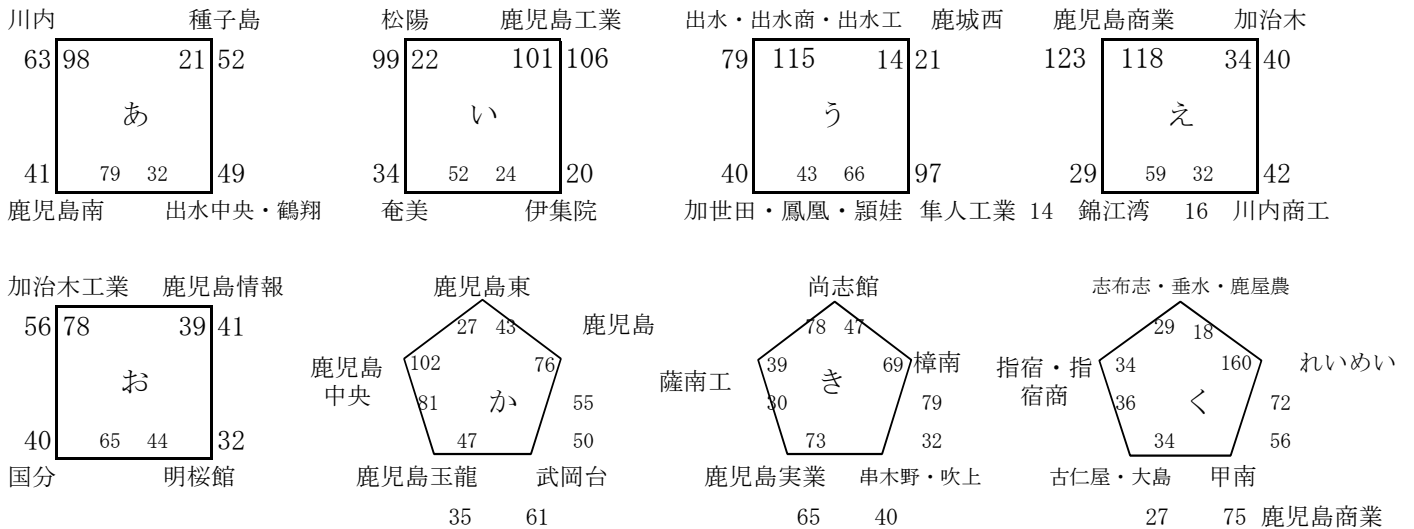 川内 種子島 松陽 鹿児島工業 出水・出水商・出水工 鹿城西 鹿児島商業 加治木
63 98 21 52 99 22 101 106 79 115 14 21 123 118 34 40
あ い う え
41 79 32 49 34 52 24 20 40 43 66 97 29 59 32 42
鹿児島南 出水中央・鶴翔 奄美 伊集院 加世田・鳳凰・頴娃 隼人工業 14 錦江湾 16 川内商工
加治木工業 鹿児島情報 鹿児島東 尚志館 志布志・垂水・鹿屋農
56 78 39 41 27 43 鹿児島 78 47 29 18
鹿児島 102 76 薩南工 39 69 樟南 指宿・指 34 160 れいめい
お 中央 81 か 55 30 き 79 宿商 36 く 72
40 65 44 32 47 50 73 32 34 56
国分 明桜館 鹿児島玉龍 武岡台 鹿児島実業 串木野・吹上 古仁屋・大島 甲南
35 61 65 40 27 75 鹿児島商業